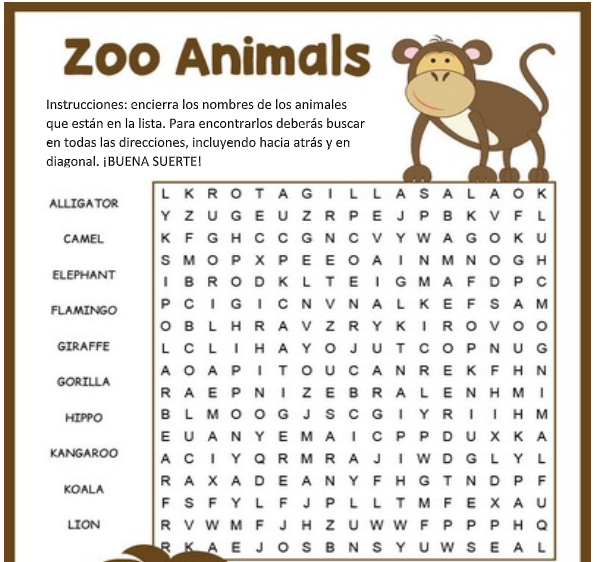 Zoo Animals
Instrucciones: encierra los nombres de los animales
que están en la lista. Para encontrarlos deberás buscar
en todas las direcciones, incluyendo hacia atrás y en
diagonal. ¡BUENA SUERTE!
ALLIGATOR
CAMEL
ELEPHANT
FLAMINGO
GIRAFFE
GORILLA
HIPPO
KANGAROO
KOALA
LION
L K R O T A G I L L A S A L A O K
Y Z U G E U Z R P E J P B K V F L
K F G H C C G N C V Y W A G O K U
S M O P X P E E O A I N M N O G H
I B R O D K L T E I G M A F D P C
P C I G I C N V N A L K E F S A M
O B L H R A V Z R Y K I R O V O O
L C L I H A Y O J U T C O P N U G
A O A P I T O U C A N R E K F H N
R A E P N I Z E B R A L E N H M I
B L M O O G J S C G I Y R I I H M
E U A N Y E M A I C P P D U X K A
A C I Y Q R M R A J I W D G L Y L
R A X A D E A N Y F H G T N D P F
F S F Y L F J P L L T M F E X A U
R V W M F J H Z U W W F P P P H Q
R K A E J O S B N S Y U W S E A L